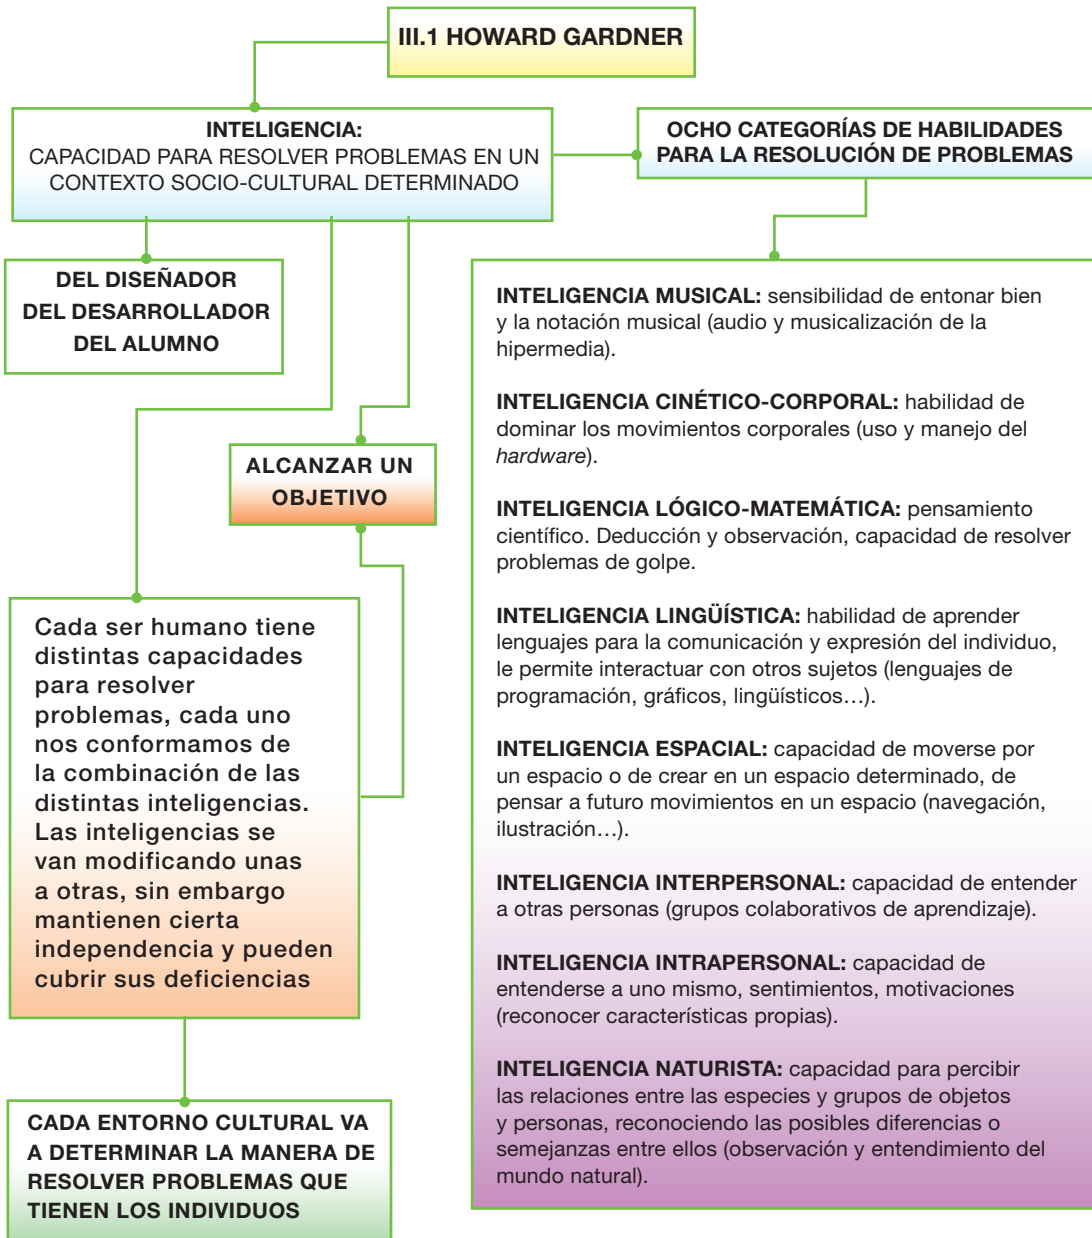 III.1 HOWARD GARDNER
INTELIGENCIA:
CAPACIDAD PARA RESOLVER PROBLEMAS EN UN
CONTEXTO SOCIO-CULTURAL DETERMINADO
OCHO CATEGORÍAS DE HABILIDADES
PARA LA RESOLUCIÓN DE PROBLEMAS
DEL DISEÑADOR
DEL DESARROLLADOR
DEL ALUMNO
ALCANZAR UN
OBJETIVO
Cada ser humano tiene
distintas capacidades
para resolver
problemas, cada uno
nos conformamos de
la combinación de las
distintas inteligencias.
Las inteligencias se
van modificando unas
a otras, sin embargo
mantienen cierta
independencia y pueden
cubrir sus deficiencias
CADA ENTORNO CULTURAL VA
A DETERMINAR LA MANERA DE
RESOLVER PROBLEMAS QUE
TIENEN LOS INDIVIDUOS
INTELIGENCIA MUSICAL: sensibilidad de entonar bien
y la notación musical (audio y musicalización de la
hipermedia).
INTELIGENCIA CINÉTICO-CORPORAL: habilidad de
dominar los movimientos corporales (uso y manejo del
hardware).
INTELIGENCIA LÓGICO-MATEMÁTICA: pensamiento
científico. Deducción y observación, capacidad de resolver
problemas de golpe.
INTELIGENCIA LINGÜÍSTICA: habilidad de aprender
lenguajes para la comunicación y expresión del individuo,
le permite interactuar con otros sujetos (lenguajes de
programación, gráficos, lingüísticos…).
INTELIGENCIA ESPACIAL: capacidad de moverse por
un espacio o de crear en un espacio determinado, de
pensar a futuro movimientos en un espacio (navegación,
ilustración…).
INTELIGENCIA INTERPERSONAL: capacidad de entender
a otras personas (grupos colaborativos de aprendizaje).
INTELIGENCIA INTRAPERSONAL: capacidad de
entenderse a uno mismo, sentimientos, motivaciones
(reconocer características propias).
INTELIGENCIA NATURISTA: capacidad para percibir
las relaciones entre las especies y grupos de objetos
y personas, reconociendo las posibles diferencias o
semejanzas entre ellos (observación y entendimiento del
mundo natural).